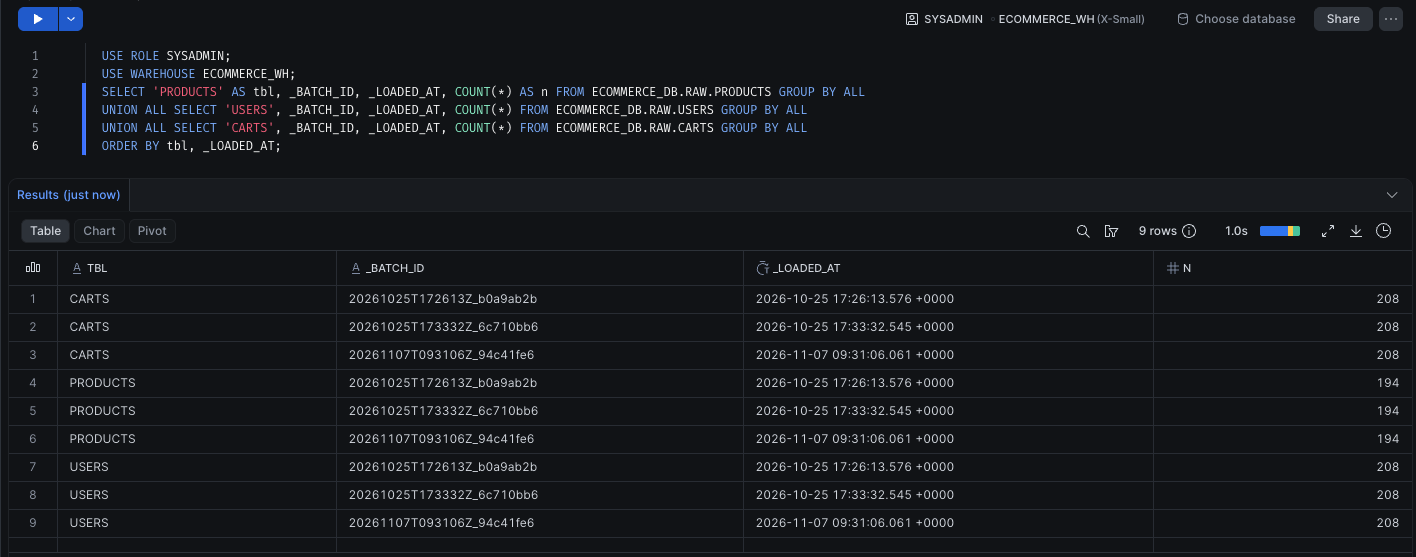 SYSADMIN ECOMMERCE_WH (X-Small) Choose database Share
1 USE ROLE SYSADMIN;
2 USE WAREHOUSE ECOMMERCE_WH;
3 SELECT 'PRODUCTS' AS tbl, _BATCH_ID, _LOADED_AT, COUNT(*) AS n FROM ECOMMERCE_DB.RAW.PRODUCTS GROUP BY ALL
4 UNION ALL SELECT 'USERS', _BATCH_ID, _LOADED_AT, COUNT(*) FROM ECOMMERCE_DB.RAW.USERS GROUP BY ALL
5 UNION ALL SELECT 'CARTS', _BATCH_ID, _LOADED_AT, COUNT(*) FROM ECOMMERCE_DB.RAW.CARTS GROUP BY ALL
6 ORDER BY tbl, _LOADED_AT;
Results (just now)
Table Chart Pivot 9 rows 1.0s
A TBL A _BATCH_ID _LOADED_AT # N
1 CARTS 20261025T172613Z_b0a9ab2b 2026-10-25 17:26:13.576 +0000 208
2 CARTS 20261025T173332Z_6c710bb6 2026-10-25 17:33:32.545 +0000 208
3 CARTS 20261107T093106Z_94c41fe6 2026-11-07 09:31:06.061 +0000 208
4 PRODUCTS 20261025T172613Z_b0a9ab2b 2026-10-25 17:26:13.576 +0000 194
5 PRODUCTS 20261025T173332Z_6c710bb6 2026-10-25 17:33:32.545 +0000 194
6 PRODUCTS 20261107T093106Z_94c41fe6 2026-11-07 09:31:06.061 +0000 194
7 USERS 20261025T172613Z_b0a9ab2b 2026-10-25 17:26:13.576 +0000 208
8 USERS 20261025T173332Z_6c710bb6 2026-10-25 17:33:32.545 +0000 208
9 USERS 20261107T093106Z_94c41fe6 2026-11-07 09:31:06.061 +0000 208